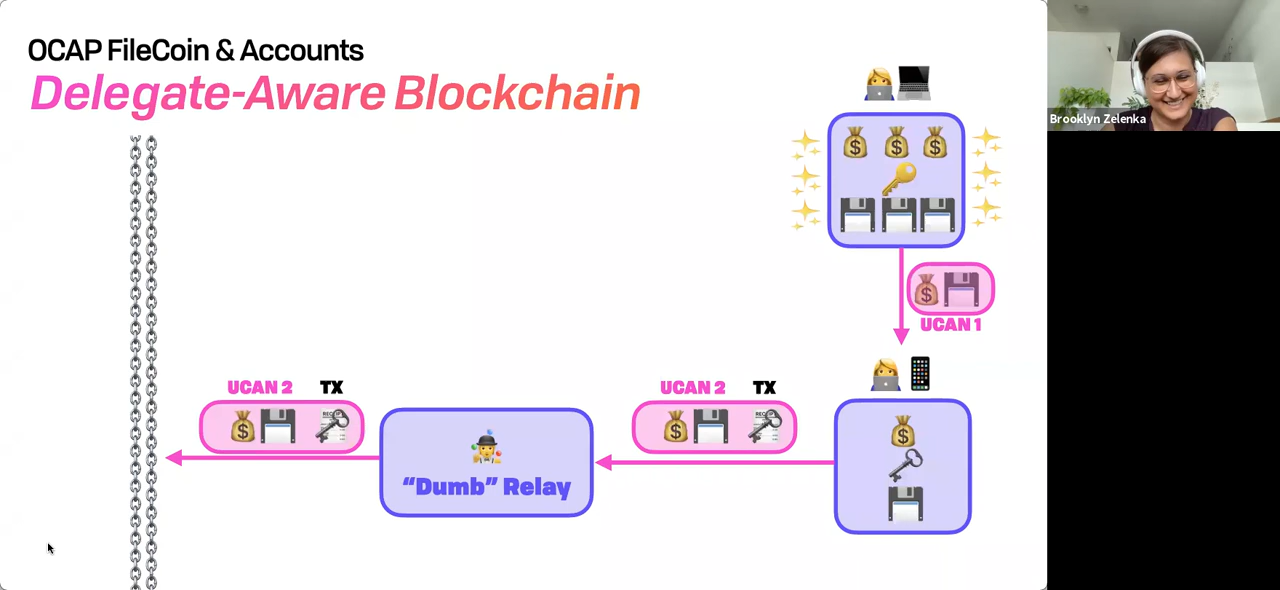 OCAP FileCoin & Accounts
Delegate-Aware Blockchain
Brooklyn Zelenka
UCAN 1
UCAN 2 TX
UCAN 2 TX
"Dumb" Relay